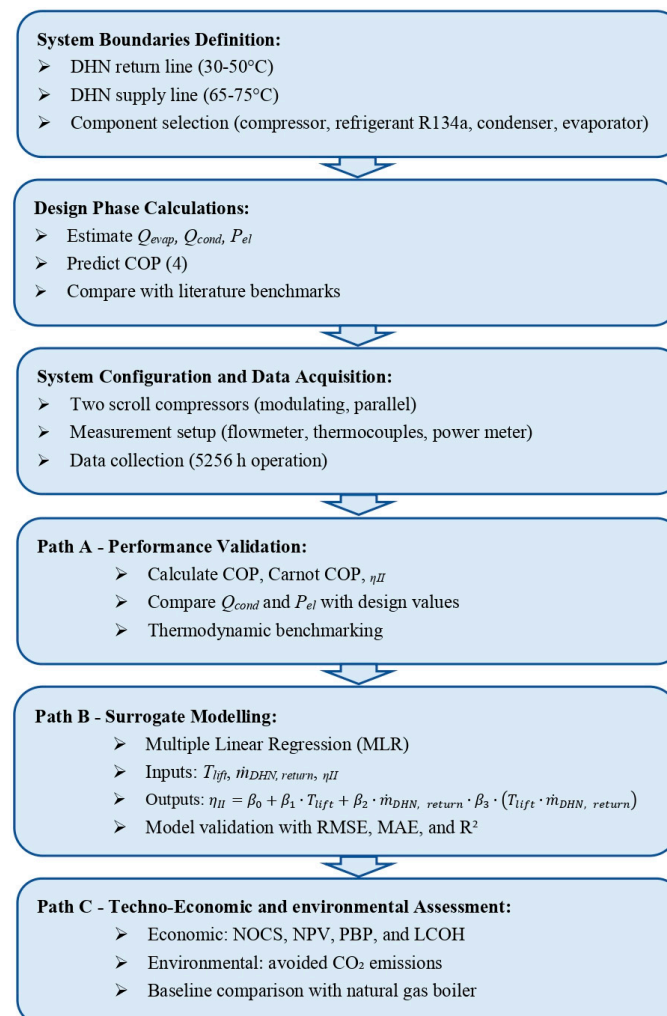 System Boundaries Definition:
➢ DHN return line (30-50°C)
➢ DHN supply line (65-75°C)
➢ Component selection (compressor, refrigerant R134a, condenser, evaporator)
Design Phase Calculations:
➢ Estimate Qevap, Qcond, Pel
➢ Predict COP (4)
➢ Compare with literature benchmarks
System Configuration and Data Acquisition:
➢ Two scroll compressors (modulating, parallel)
➢ Measurement setup (flowmeter, thermocouples, power meter)
➢ Data collection (5256 h operation)
Path A - Performance Validation:
➢ Calculate COP, Carnot COP, ηII
➢ Compare Qcond and Pel with design values
➢ Thermodynamic benchmarking
Path B - Surrogate Modelling:
➢ Multiple Linear Regression (MLR)
➢ Inputs: Tlift, ṁDHN, return, ηII
➢ Outputs: ηII = β0 + β1 · Tlift + β2 · ṁDHN, return · β3 · (Tlift · ṁDHN, return)
➢ Model validation with RMSE, MAE, and R²
Path C - Techno-Economic and environmental Assessment:
➢ Economic: NOCS, NPV, PBP, and LCOH
➢ Environmental: avoided CO₂ emissions
➢ Baseline comparison with natural gas boiler